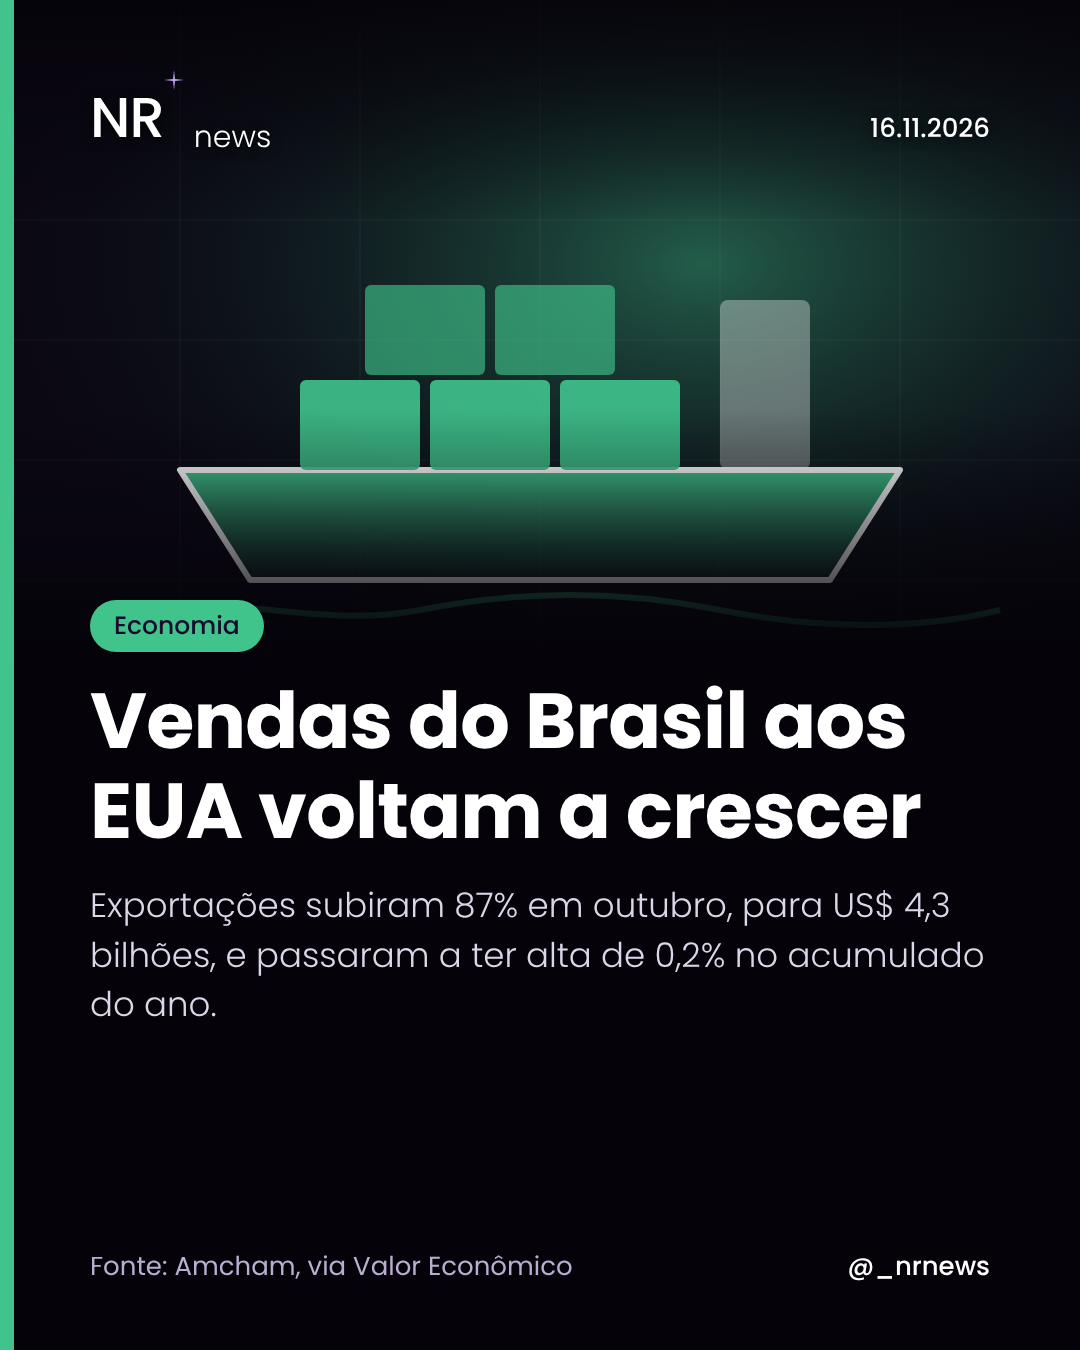 NR
news
16.11.2026
Economia
Vendas do Brasil aos
EUA voltam a crescer
Exportações subiram 87% em outubro, para US$ 4,3
bilhões, e passaram a ter alta de 0,2% no acumulado
do ano.
Fonte: Amcham, via Valor Econômico
@_nrnews